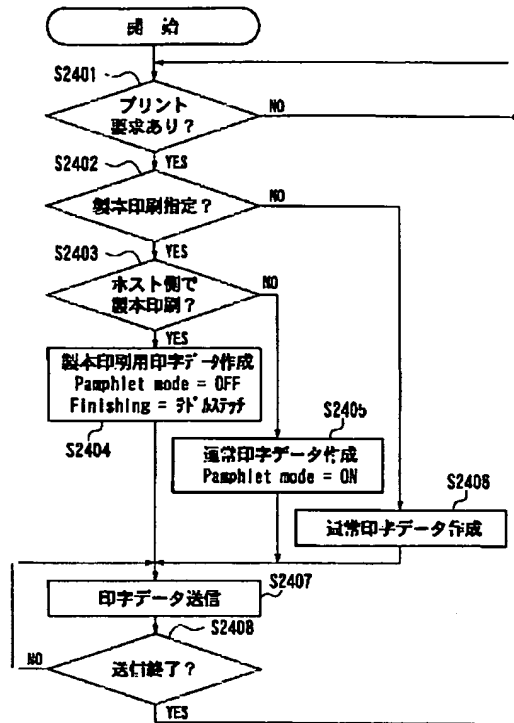 開 始
S2401
プリント
要求あり？
NO
YES
S2402
製本印刷指定？
NO
YES
S2403
ホスト側で
製本印刷？
NO
YES
製本印刷用印字データ作成
Pamphlet mode = OFF
Finishing = サドルステッチ
S2404
S2405
通常印字データ作成
Pamphlet mode = ON
S2406
通常印字データ作成
S2407
印字データ送信
S2408
送信終了？
NO
YES